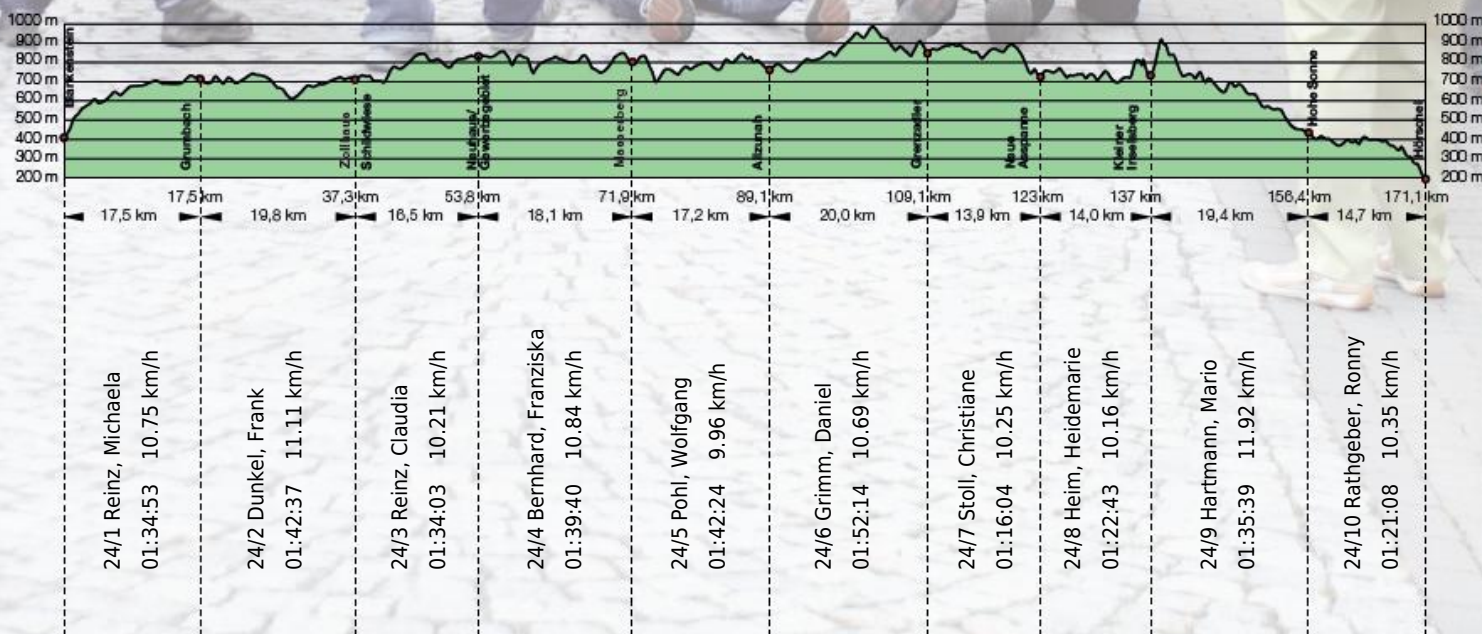 1000 m
900 m
800 m
700 m
600 m
500 m
400 m
300 m
200 m
1000 m
900 m
800 m
700 m
600 m
500 m
400 m
300 m
200 m
Blankenstein
Grumbach
Zollhaus
Schildwiese
Neuhaus/
Masserberg
Allzunah
Grenzadler
Neue
Ausspanne
Kleiner
Inselsberg
Hohe Sonne
Hörschel
17,5 km 37,3 km 53,8 km 71,9 km 89,1 km 109,1 km 123 km 137 km 156,4 km 171,1 km
17,5 km 19,8 km 16,5 km 18,1 km 17,2 km 20,0 km 13,9 km 14,0 km 19,4 km 14,7 km
24/1 Reinz, Michaela
01:34:53 10.75 km/h
24/2 Dunkel, Frank
01:42:37 11.11 km/h
24/3 Reinz, Claudia
01:34:03 10.21 km/h
24/4 Bernhard, Franziska
01:39:40 10.84 km/h
24/5 Pohl, Wolfgang
01:42:24 9.96 km/h
24/6 Grimm, Daniel
01:52:14 10.69 km/h
24/7 Stoll, Christiane
01:16:04 10.25 km/h
24/8 Heim, Heidemarie
01:22:43 10.16 km/h
24/9 Hartmann, Mario
01:35:39 11.92 km/h
24/10 Rathgeber, Ronny
01:21:08 10.35 km/h